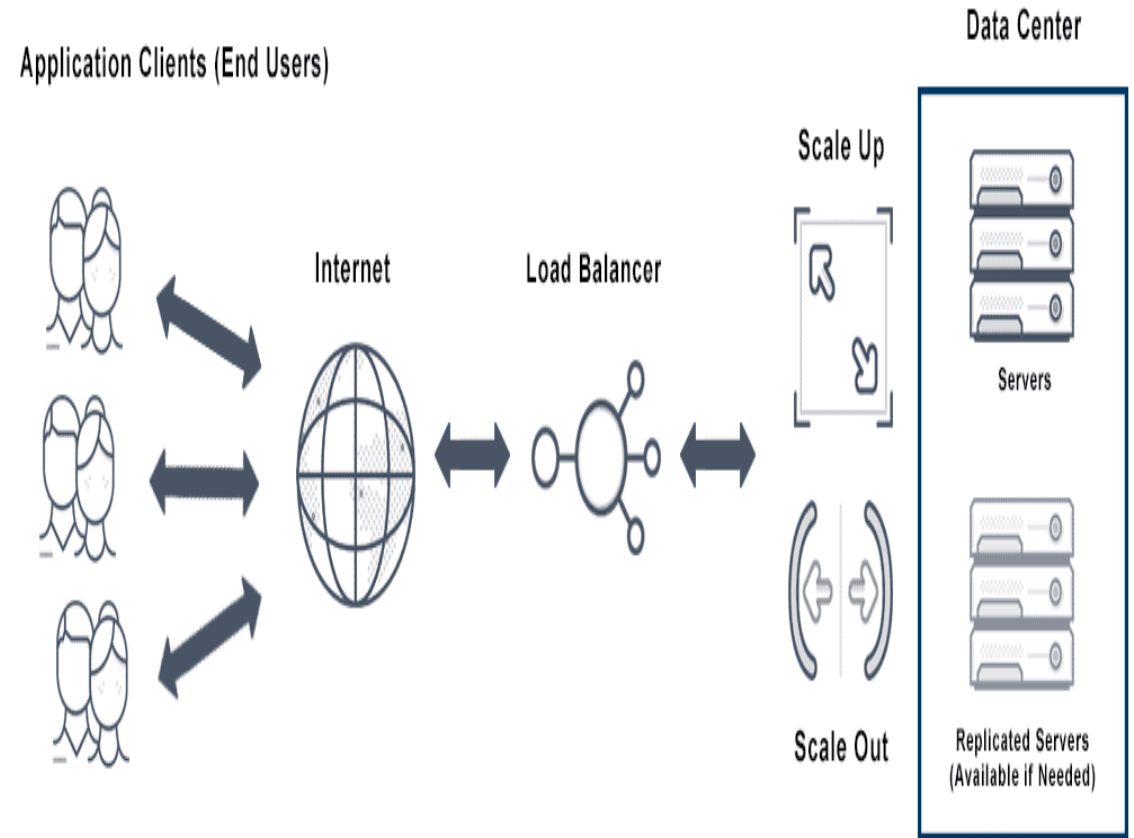 Application Clients (End Users)
Internet
Load Balancer
Scale Up
Scale Out
Data Center
Servers
Replicated Servers
(Available if Needed)